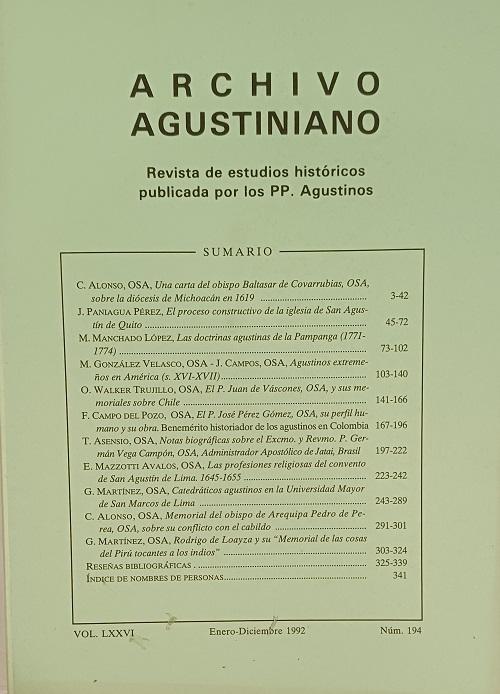 ARCHIVO
AGUSTINIANO
Revista de estudios históricos
publicada por los PP. Agustinos
SUMARIO
C. ALONSO, OSA, Una carta del obispo Baltasar de Covarrubias, OSA,
sobre la diócesis de Michoacán en 1619 ........................................ 3-42
J. PANIAGUA PÉREZ, El proceso constructivo de la iglesia de San Agus-
tín de Quito ........................................ 45-72
M. MANCHADO LÓPEZ, Las doctrinas agustinas de la Pampanga (1771-
1774) ........................................ 73-102
M. GONZÁLEZ VELASCO, OSA - J. CAMPOS, OSA, Agustinos extreme-
ños en América (s. XVI-XVII)........................................ 103-140
O. WALKER TRUJILLO, OSA, El P. Juan de Váscones, OSA, y sus me-
moriales sobre Chile ........................................ 141-166
F. CAMPO DEL POZO, OSA, El P. José Pérez Gómez, OSA, su perfil hu-
mano y su obra. Benemérito historiador de los agustinos en Colombia 167-196
T. ASENSIO, OSA, Notas biográficas sobre el Excmo. y Revmo. P. Ger-
mán Vega Campón, OSA, Administrador Apostólico de Jatai, Brasil 197-222
E. MAZZOTTI AVALOS, OSA, Las profesiones religiosas del convento
de San Agustín de Lima. 1645-1655 ........................................ 223-242
G. MARTÍNEZ, OSA, Catedráticos agustinos en la Universidad Mayor
de San Marcos de Lima ........................................ 243-289
C. ALONSO, OSA, Memorial del obispo de Arequipa Pedro de Pe-
rea, OSA, sobre su conflicto con el cabildo ........................................ 291-301
G. MARTÍNEZ, OSA, Rodrigo de Loayza y su "Memorial de las cosas
del Pirú tocantes a los indios" ........................................ 303-324
RESEÑAS BIBLIOGRÁFICAS ........................................ 325-339
ÍNDICE DE NOMBRES DE PERSONAS........................................ 341
VOL. LXXVI Enero-Diciembre 1992 Núm. 194